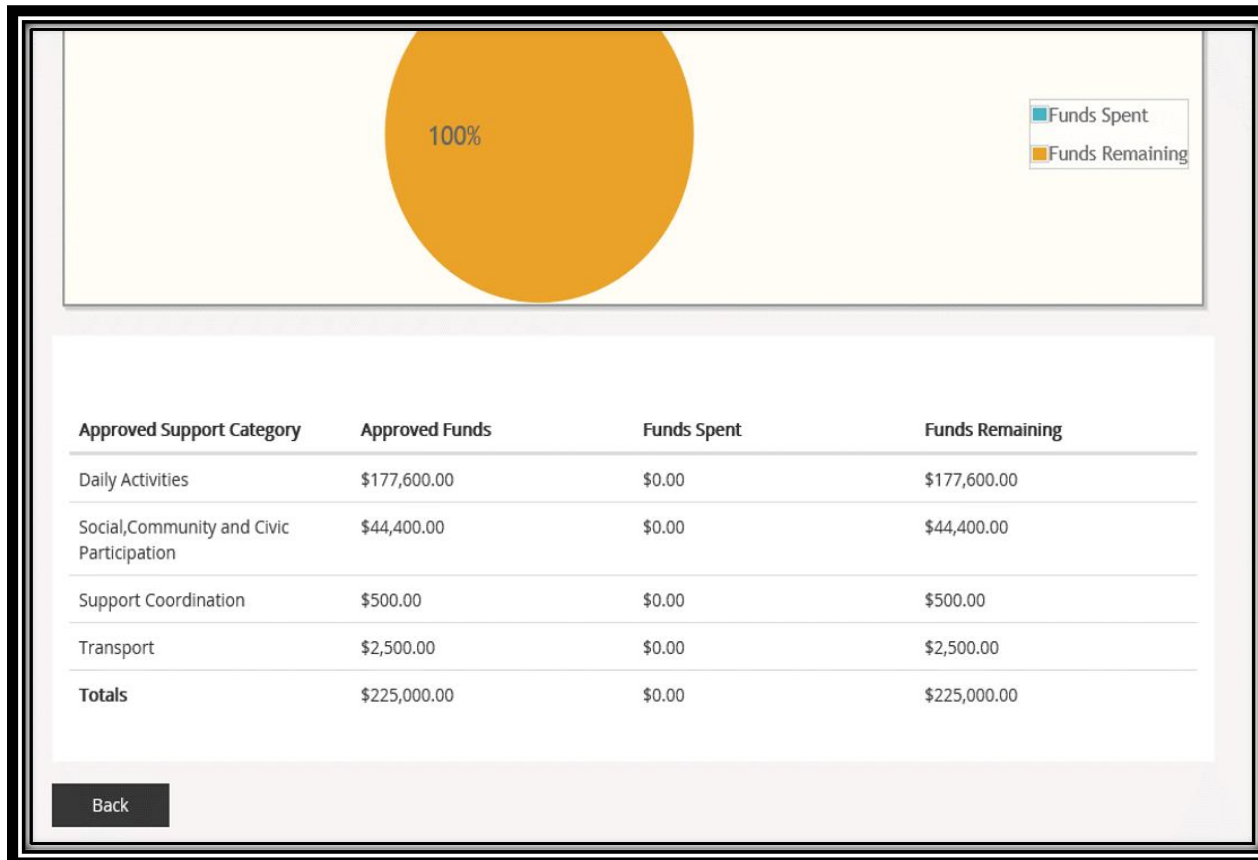 100%
Funds Spent
Funds Remaining
Approved Support Category Approved Funds Funds Spent Funds Remaining
Daily Activities $177,600.00 $0.00 $177,600.00
Social,Community and Civic $44,400.00 $0.00 $44,400.00
Participation
Support Coordination $500.00 $0.00 $500.00
Transport $2,500.00 $0.00 $2,500.00
Totals $225,000.00 $0.00 $225,000.00
Back